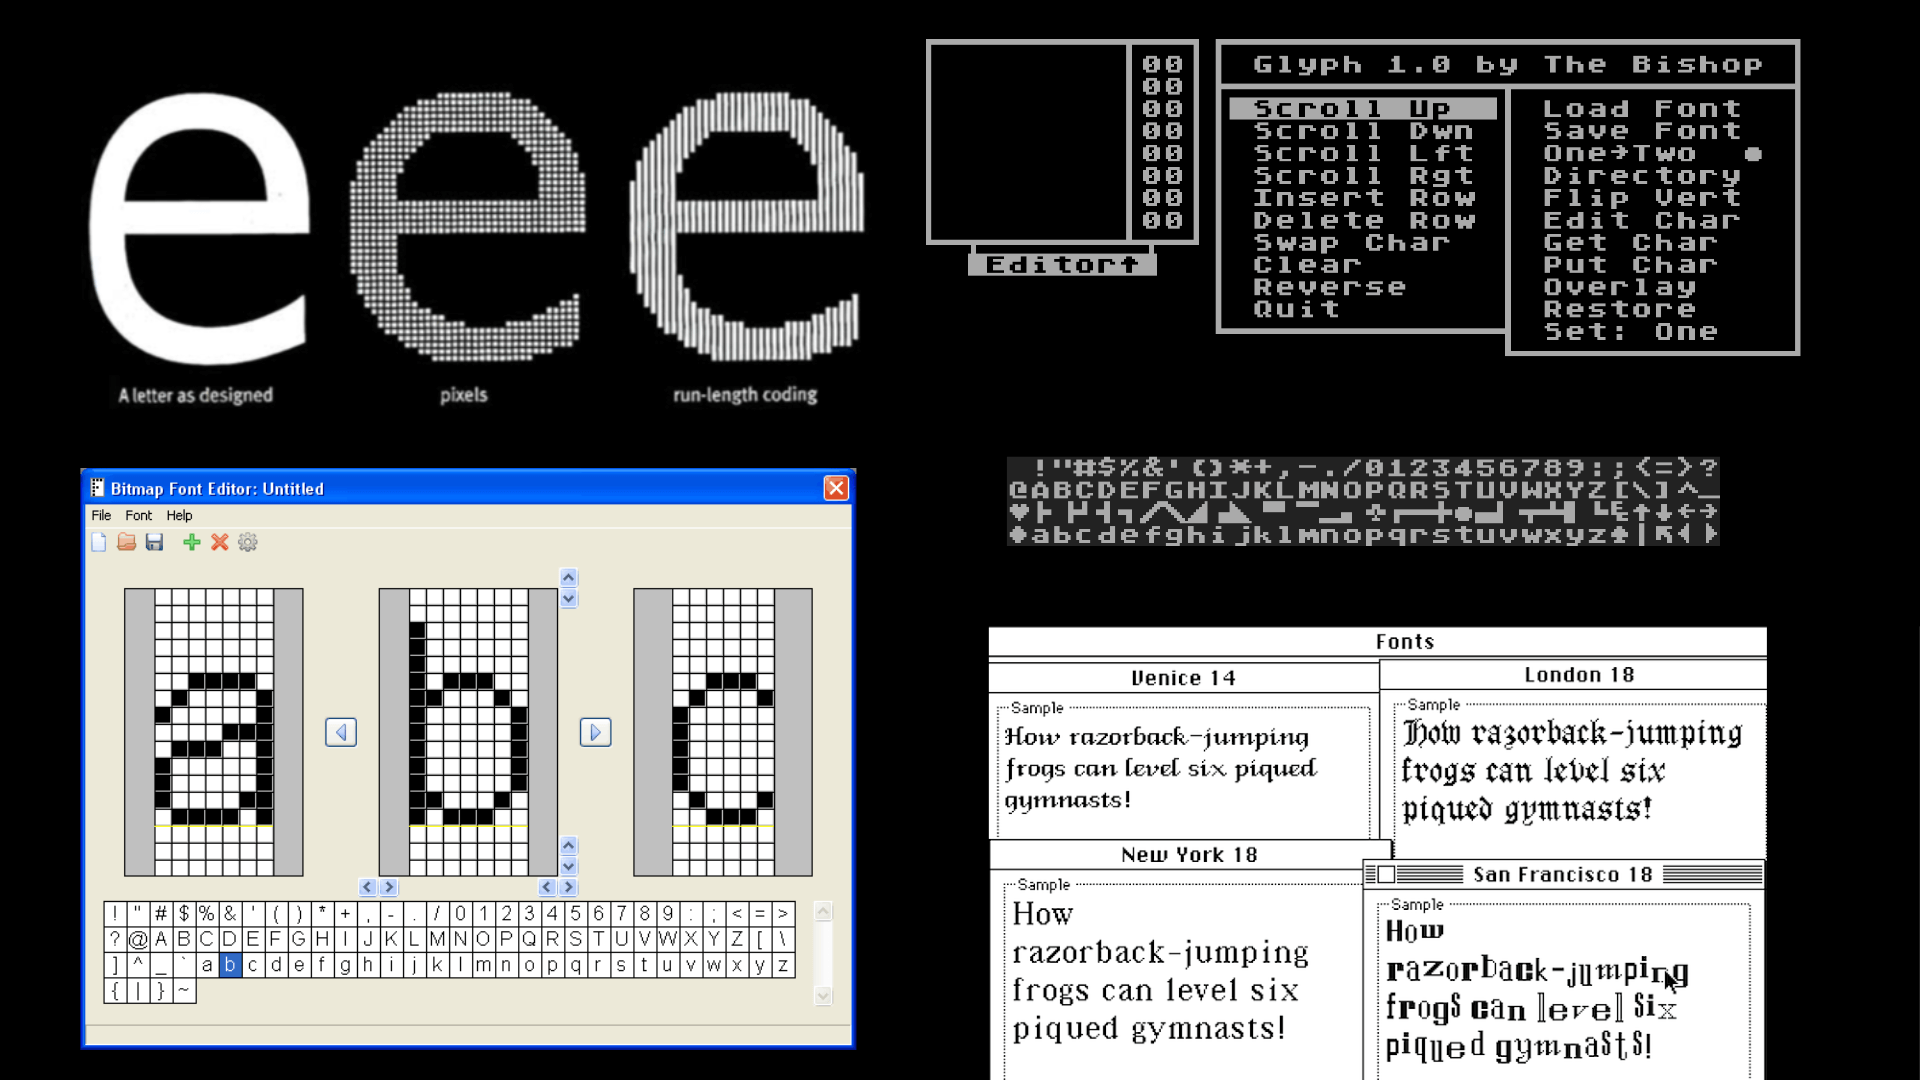 e e e
A letter as designed
pixels
run-length coding
00
00
00
00
00
00
00
00
Editor↑
Glyph 1.0 by The Bishop
Scroll Up
Scroll Dwn
Scroll Lft
Scroll Rgt
Insert Row
Delete Row
Swap Char
Clear
Reverse
Quit
Load Font
Save Font
One→Two ●
Directory
Flip Vert
Edit Char
Get Char
Put Char
Overlay
Restore
Set: One
Bitmap Font Editor: Untitled
File Font Help
a b c
! " # $ % & ' ( ) * + , - . / 0 1 2 3 4 5 6 7 8 9 : ; < = >
? @ A B C D E F G H I J K L M N O P Q R S T U V W X Y Z [ \
] ^ _ ` a b c d e f g h i j k l m n o p q r s t u v w x y z
{ | } ~
!"#$%&'()*+,-./0123456789:;<=>?
@ABCDEFGHIJKLMNOPQRSTUVWXYZ[\]^_
abcdefghijklmnopqrstuvwxyz
Fonts
Venice 14
Sample
How razorback-jumping
frogs can level six piqued
gymnasts!
London 18
Sample
How razorback-jumping
frogs can level six
piqued gymnasts!
New York 18
Sample
How
razorback-jumping
frogs can level six
piqued gymnasts!
San Francisco 18
Sample
How
razorback-jumping
frogs can level six
piqued gymnasts!